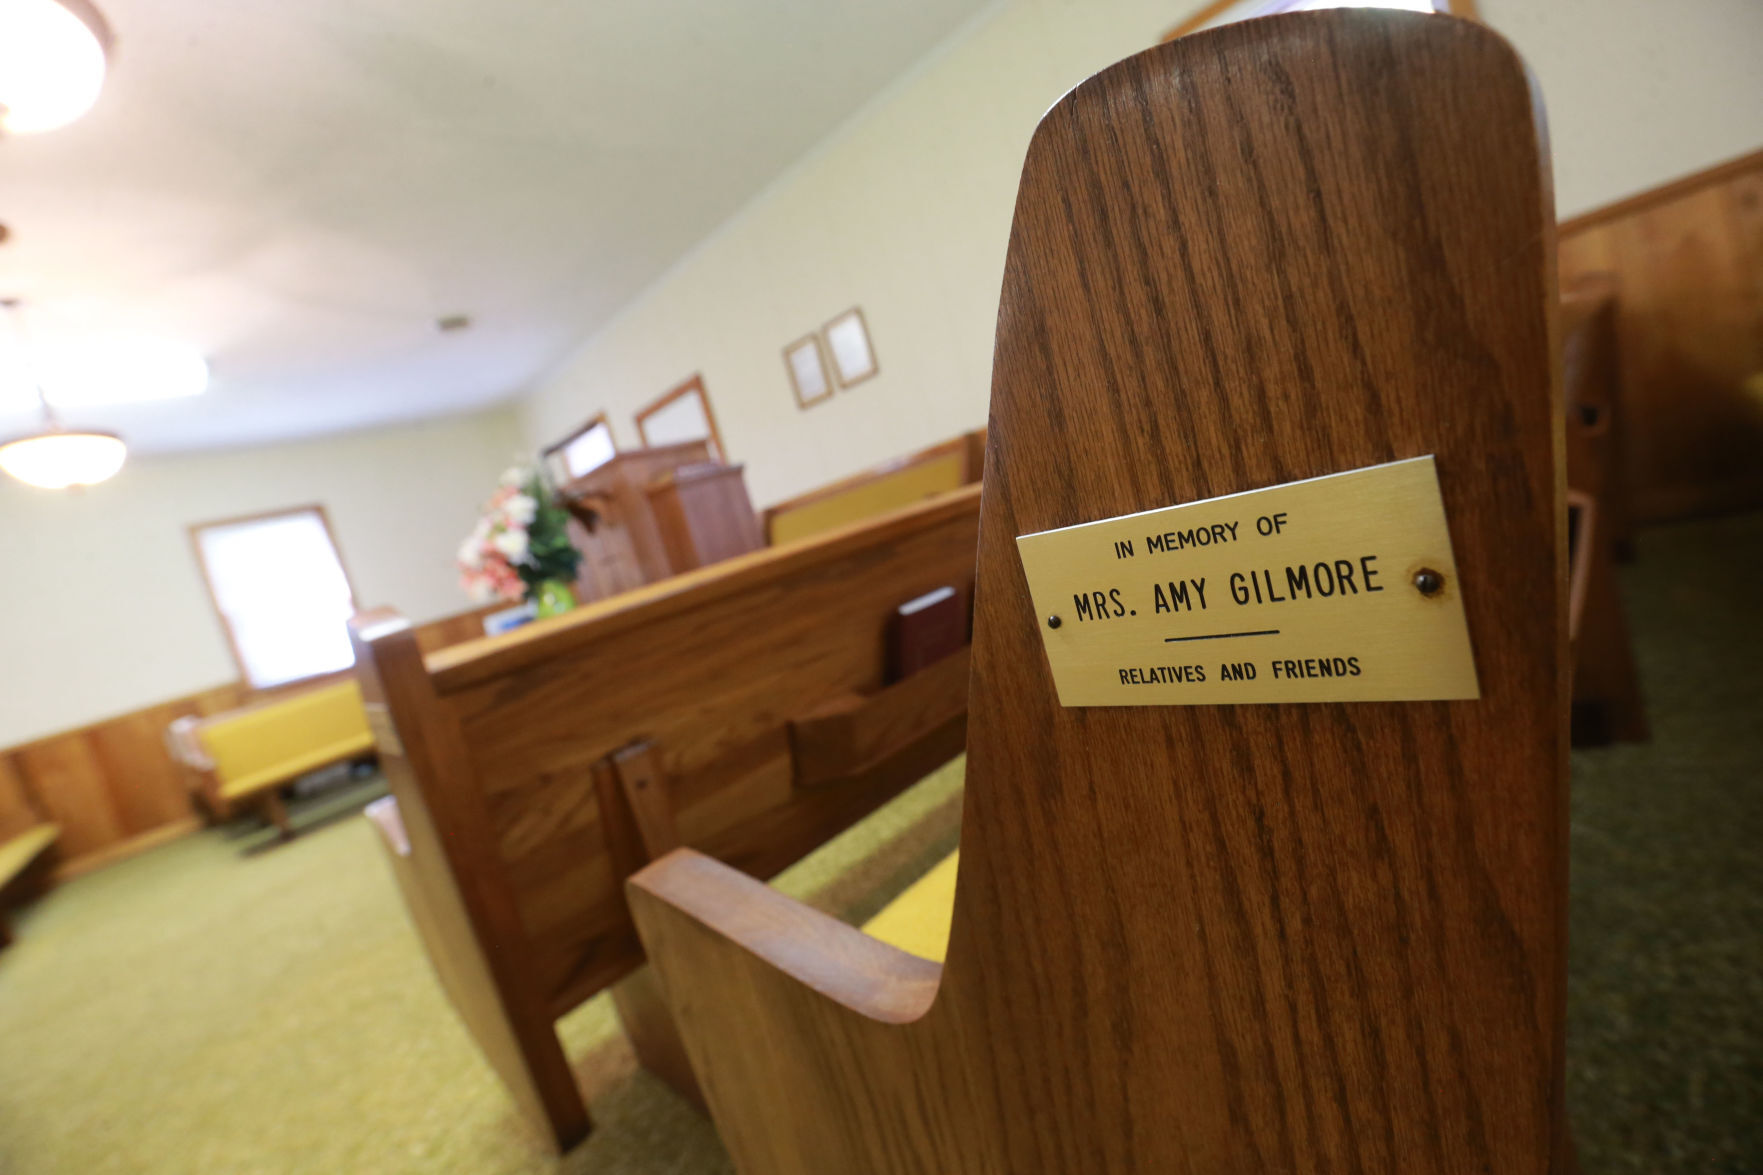 IN MEMORY OF
MRS. AMY GILMORE
RELATIVES AND FRIENDS